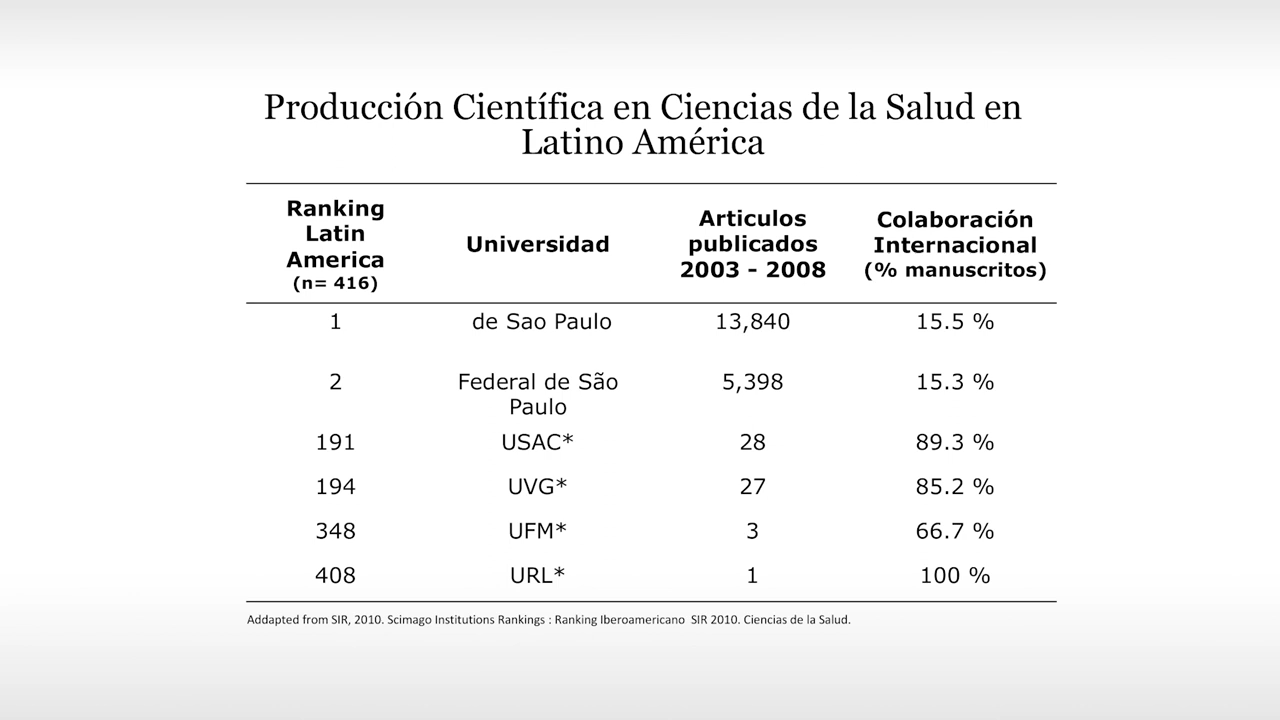 Producción Científica en Ciencias de la Salud en
Latino América
Ranking
Latin
America
(n= 416)
Universidad
Articulos
publicados
2003 - 2008
Colaboración
Internacional
(% manuscritos)
1 de Sao Paulo 13,840 15.5 %
2 Federal de São 5,398 15.3 %
Paulo
191 USAC* 28 89.3 %
194 UVG* 27 85.2 %
348 UFM* 3 66.7 %
408 URL* 1 100 %
Addapted from SIR, 2010. Scimago Institutions Rankings : Ranking Iberoamericano SIR 2010. Ciencias de la Salud.